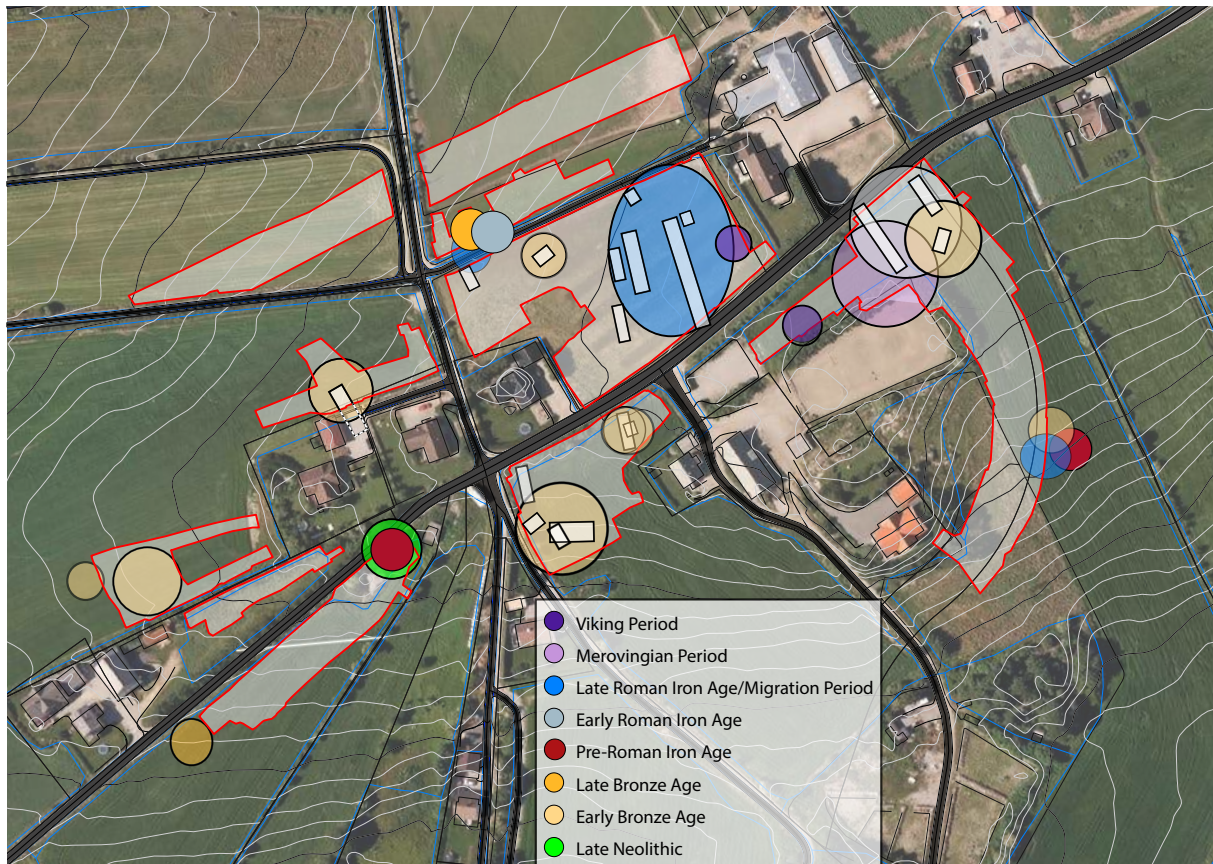 Viking Period
Merovingian Period
Late Roman Iron Age/Migration Period
Early Roman Iron Age
Pre-Roman Iron Age
Late Bronze Age
Early Bronze Age
Late Neolithic